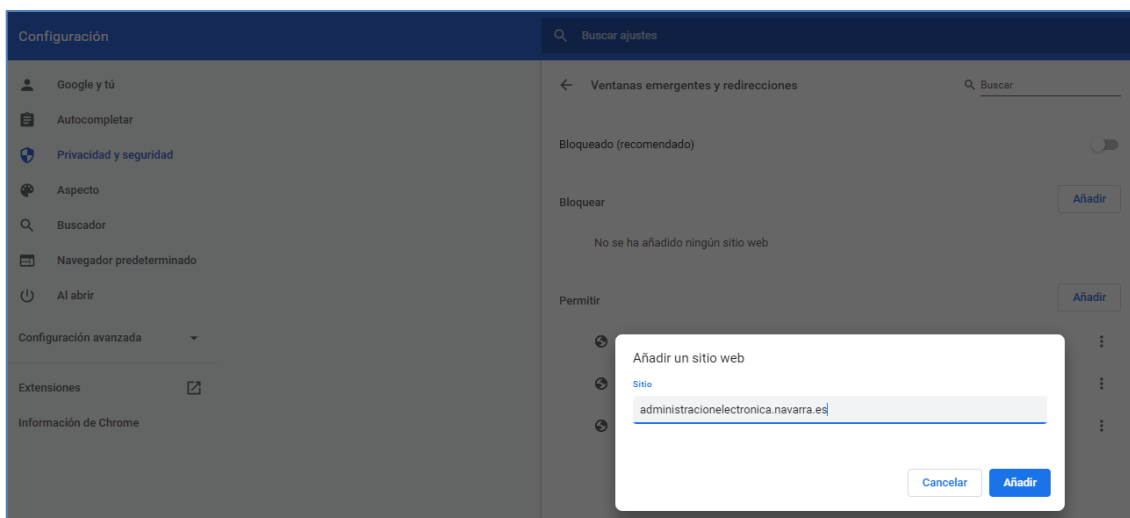 Configuración
Buscar ajustes
Google y tú
Autocompletar
Privacidad y seguridad
Aspecto
Buscador
Navegador predeterminado
Al abrir
Configuración avanzada
Extensiones
Información de Chrome
Ventanas emergentes y redirecciones
Buscar
Bloqueado (recomendado)
Bloquear
Añadir
No se ha añadido ningún sitio web
Permitir
Añadir
Añadir un sitio web
Sitio
administracionelectronica.navarra.es
Cancelar
Añadir